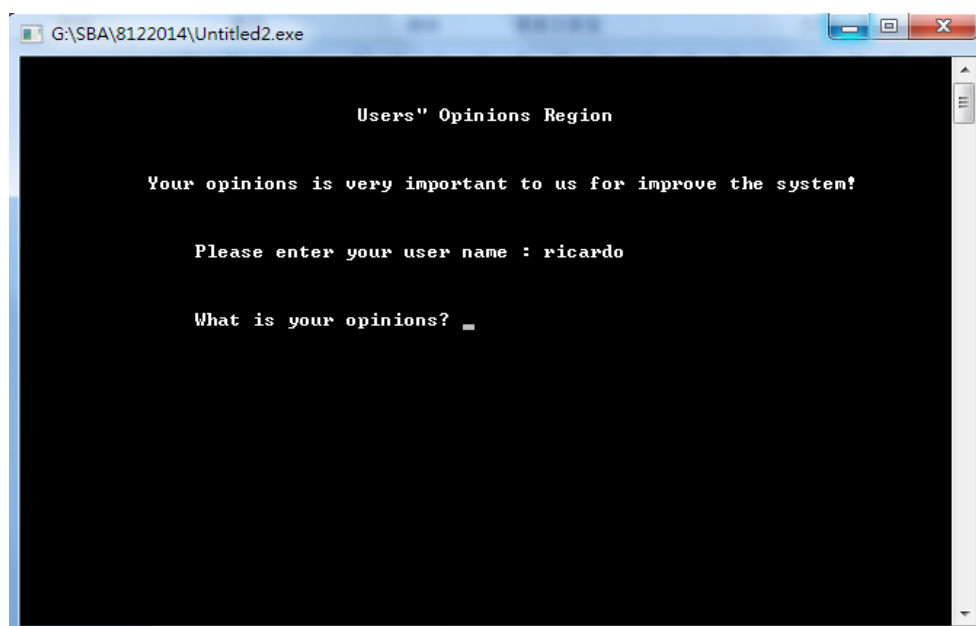 G:\SBA\8122014\Untitled2.exe
Users" Opinions Region
Your opinions is very important to us for improve the system!
Please enter your user name : ricardo
What is your opinions? _